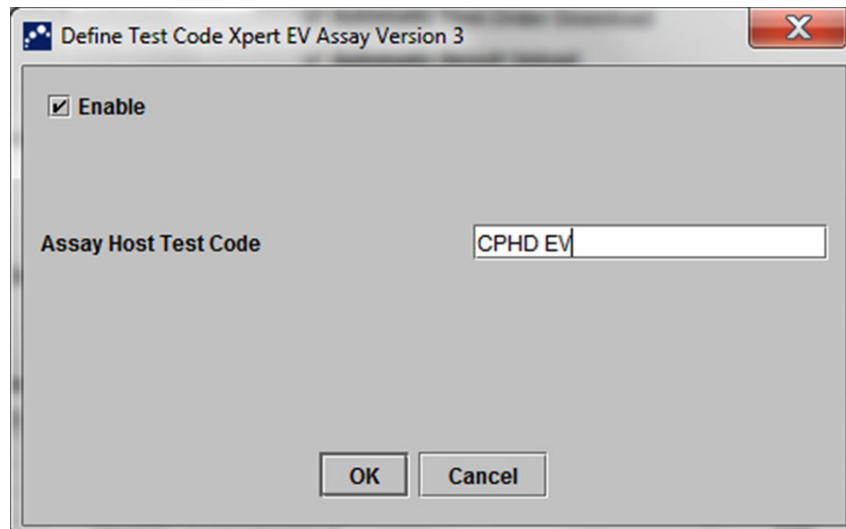 Define Test Code Xpert EV Assay Version 3
Enable
Assay Host Test Code
CPHD EV
OK
Cancel